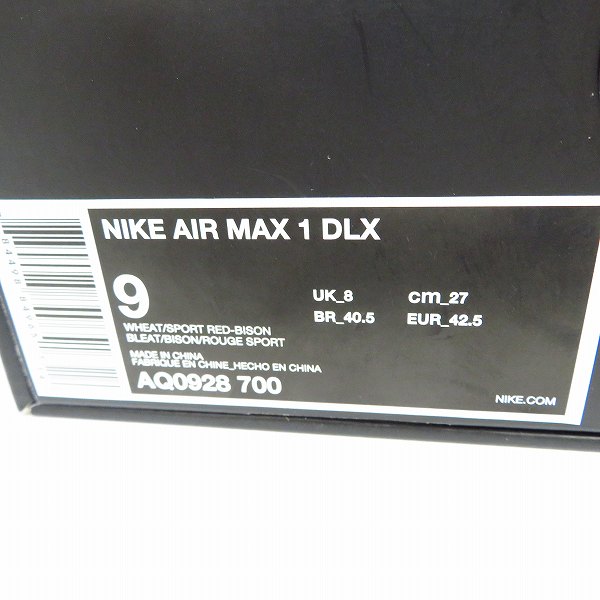 NIKE AIR MAX 1 DLX
9 UK_8 cm_27
BR_40.5 EUR_42.5
WHEAT/SPORT RED-BISON
BLEAT/BISON/ROUGE SPORT
MADE IN CHINA
FABRIQUE EN CHINE_HECHO EN CHINA
AQ0928 700
NIKE.COM